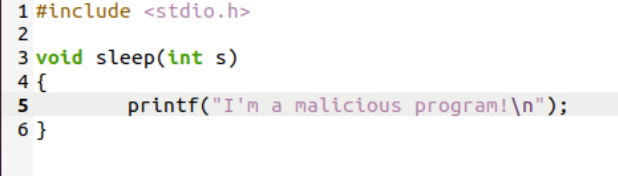 1 #include <stdio.h>
2
3 void sleep(int s)
4 {
5         printf("I'm a malicious program!\n");
6 }